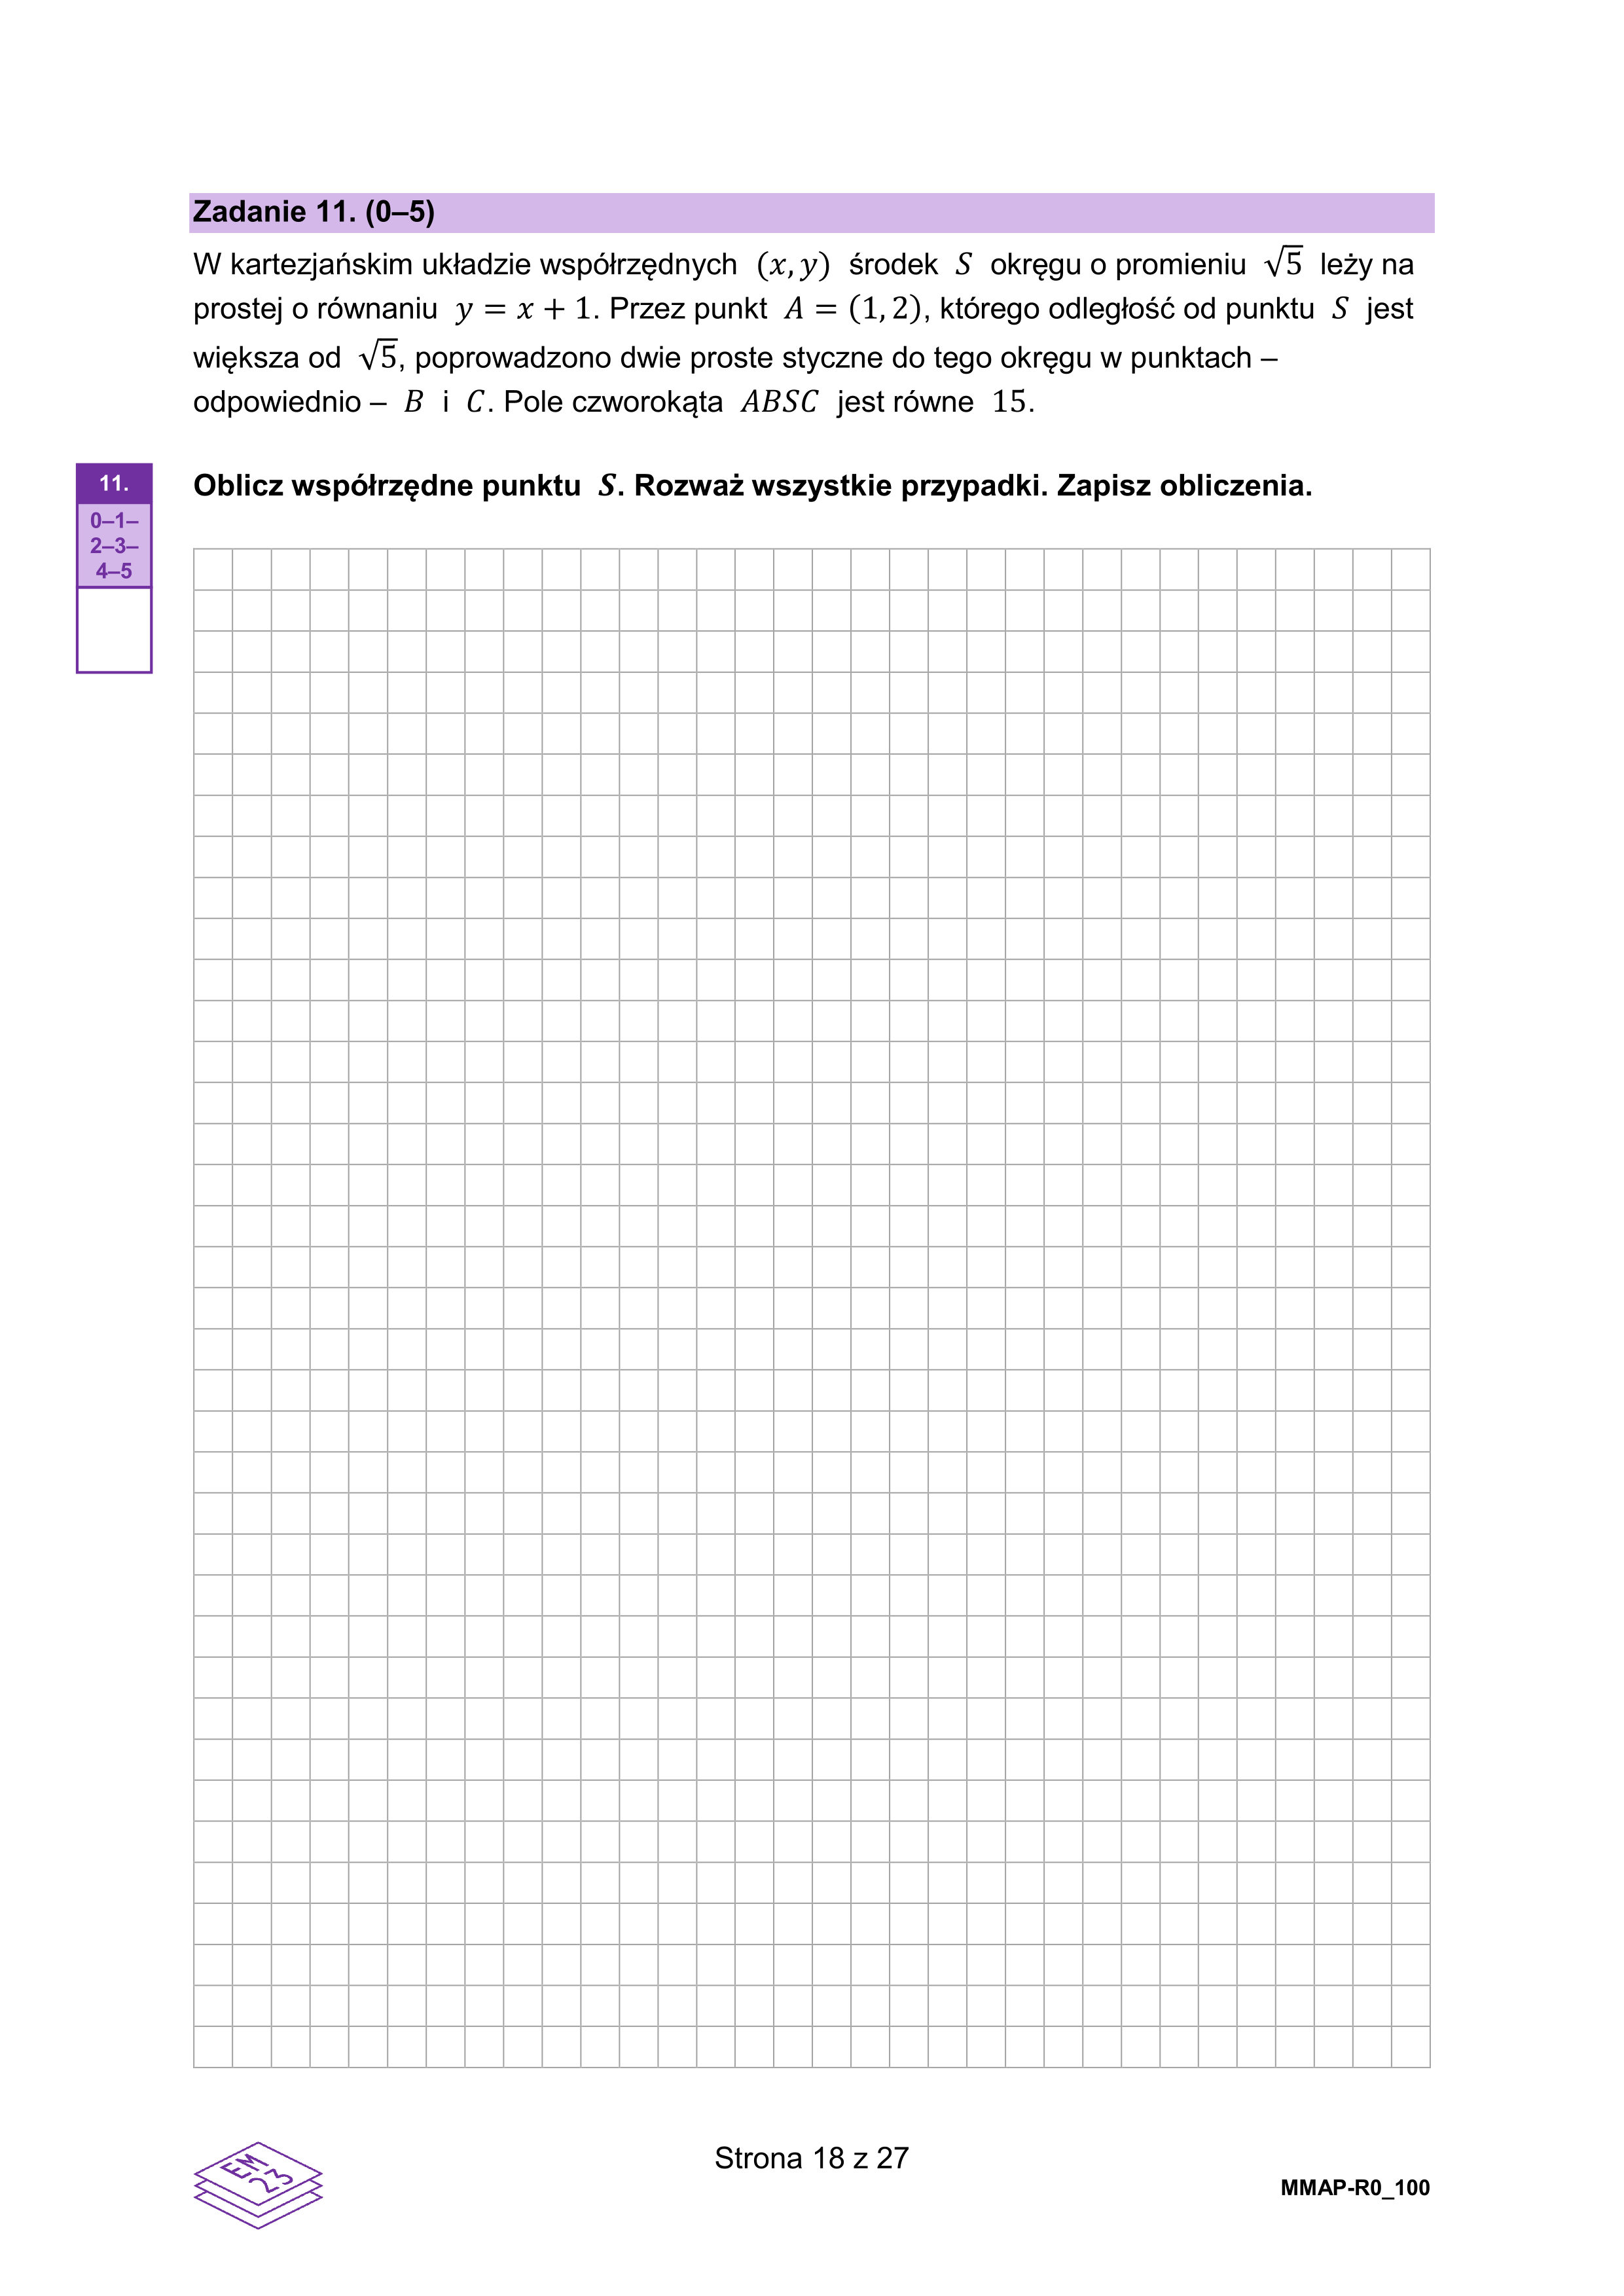 Zadanie 11. (0–5)
W kartezjańskim układzie współrzędnych (x, y) środek S okręgu o promieniu √5 leży na
prostej o równaniu y = x + 1. Przez punkt A = (1, 2), którego odległość od punktu S jest
większa od √5, poprowadzono dwie proste styczne do tego okręgu w punktach –
odpowiednio – B i C. Pole czworokąta ABSC jest równe 15.
11.
0–1–
2–3–
4–5
Oblicz współrzędne punktu S. Rozważ wszystkie przypadki. Zapisz obliczenia.
EM
23
Strona 18 z 27
MMAP-R0_100